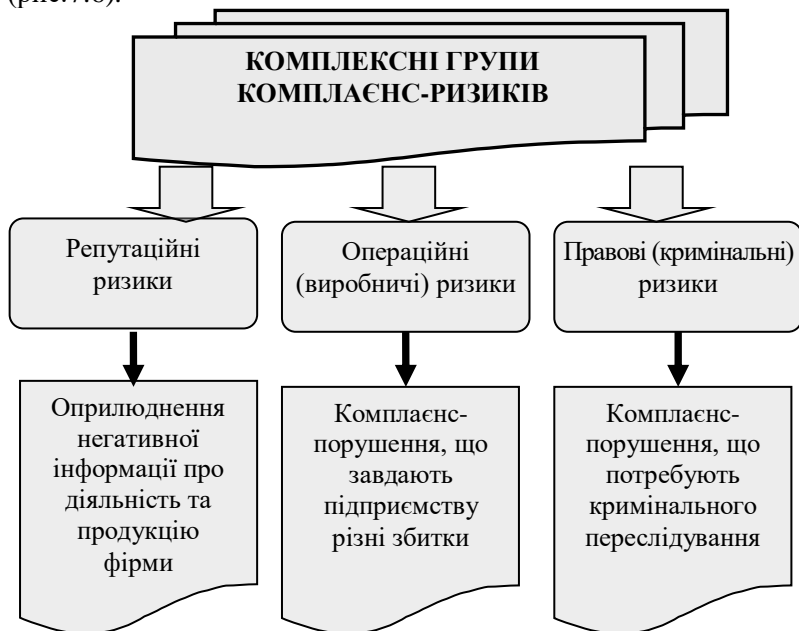 (рис.7.6).
КОМПЛЕКСНІ ГРУПИ
КОМПЛАЄНС-РИЗИКІВ
Репутаційні
ризики
Операційні
(виробничі) ризики
Правові (кримінальні)
ризики
Оприлюднення
негативної
інформації про
діяльність та
продукцію
фірми
Комплаєнс-
порушення, що
завдають
підприємству
різні збитки
Комплаєнс-
порушення, що
потребують
кримінального
переслідування